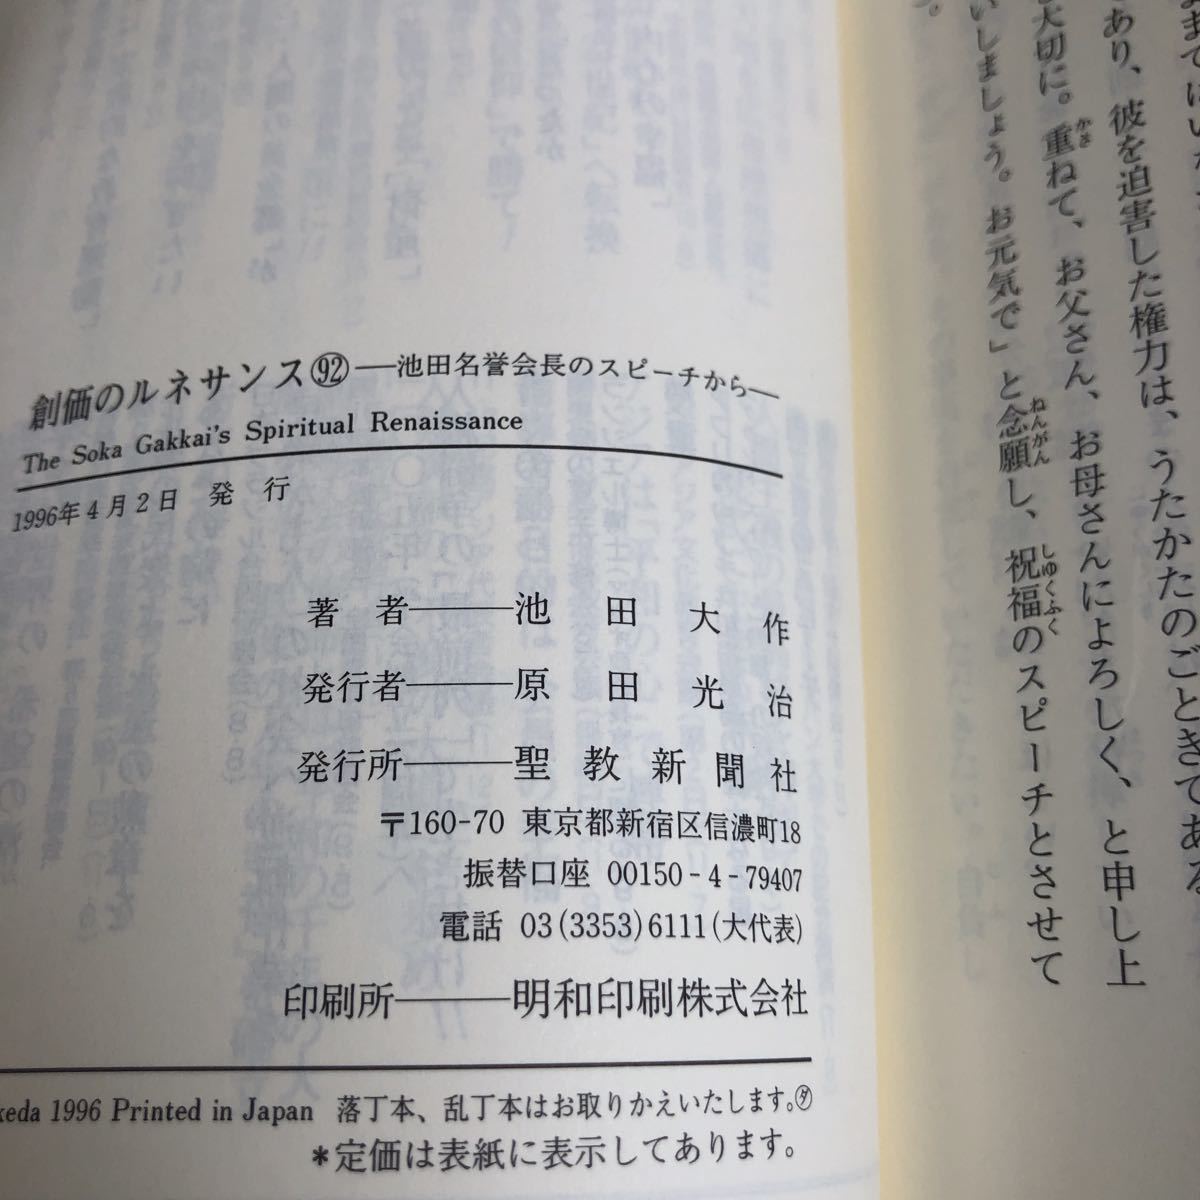 までにいな
あり、彼を迫害した権力は、うたかたのごときである
大切に。重ねて、お父さん、お母さんによろしく、と申し上
いしましょう。お元気で」と念願し、祝福のスピーチとさせて
。
創価のルネサンス㉜—池田名誉会長のスピーチから—
The Soka Gakkai's Spiritual Renaissance
1996年4月2日 発 行
著 者——池 田 大 作
発行者——原 田 光 治
発行所——聖 教 新 聞 社
〒160-70 東京都新宿区信濃町18
振替口座 00150-4-79407
電話 03(3353)6111(大代表)
印刷所——明和印刷株式会社
keda 1996 Printed in Japan 落丁本、乱丁本はお取りかえいたします。㋟
*定価は表紙に表示してあります。